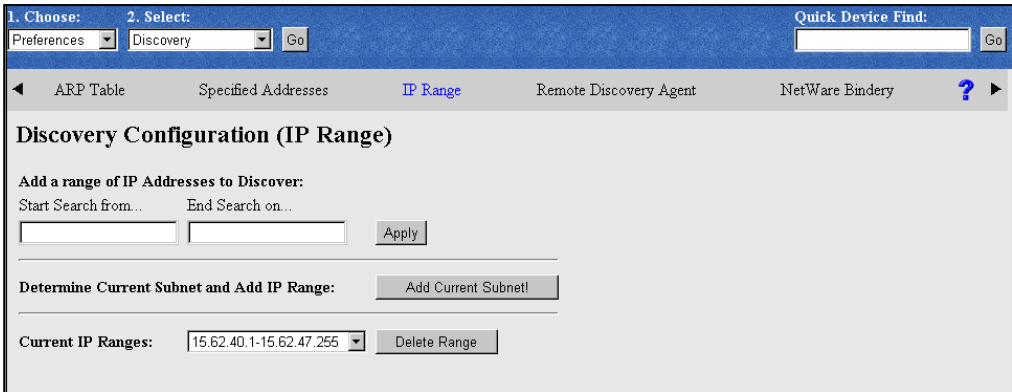 1. Choose: 2. Select: Quick Device Find:
Preferences Discovery Go Go
ARP Table Specified Addresses IP Range Remote Discovery Agent NetWare Bindery ?
Discovery Configuration (IP Range)
Add a range of IP Addresses to Discover:
Start Search from... End Search on...
Apply
Determine Current Subnet and Add IP Range: Add Current Subnet!
Current IP Ranges: 15.62.40.1-15.62.47.255 Delete Range